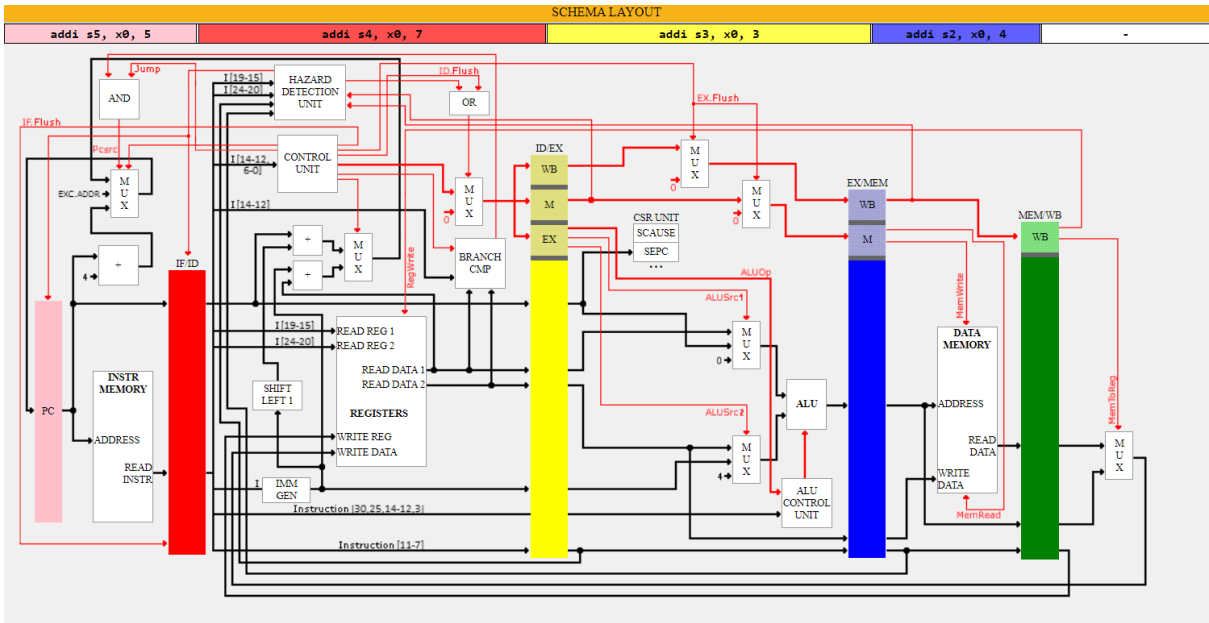 SCHEMA LAYOUT
addi s5, x0, 5
addi s4, x0, 7
addi s3, x0, 3
addi s2, x0, 4
-
Jump
AND
I[19-15]
I[24-20]
HAZARD
DETECTION
UNIT
ID.Flush
OR
EX.Flush
IF.Flush
Pcsrc
EXC.ADDR
M
U
X
I[14-12,
6-0]
CONTROL
UNIT
I[14-12]
0
M
U
X
ID/EX
WB
M
EX
0
M
U
X
0
M
U
X
EX/MEM
WB
M
MEM/WB
WB
CSR UNIT
SCAUSE
SEPC
...
4
+
+
+
M
U
X
RegWrite
BRANCH
CMP
IF/ID
ALUOp
ALUSrc1
MemWrite
PC
INSTR
MEMORY
ADDRESS
READ
INSTR
I[19-15]
I[24-20]
READ REG 1
READ REG 2
READ DATA 1
READ DATA 2
REGISTERS
WRITE REG
WRITE DATA
SHIFT
LEFT 1
I
IMM
GEN
0
M
U
X
ALU
ALUSrc2
4
M
U
X
ALU
CONTROL
UNIT
DATA
MEMORY
ADDRESS
READ
DATA
WRITE
DATA
MemRead
MemToReg
M
U
X
Instruction [30,25,14-12,3]
Instruction [11-7]